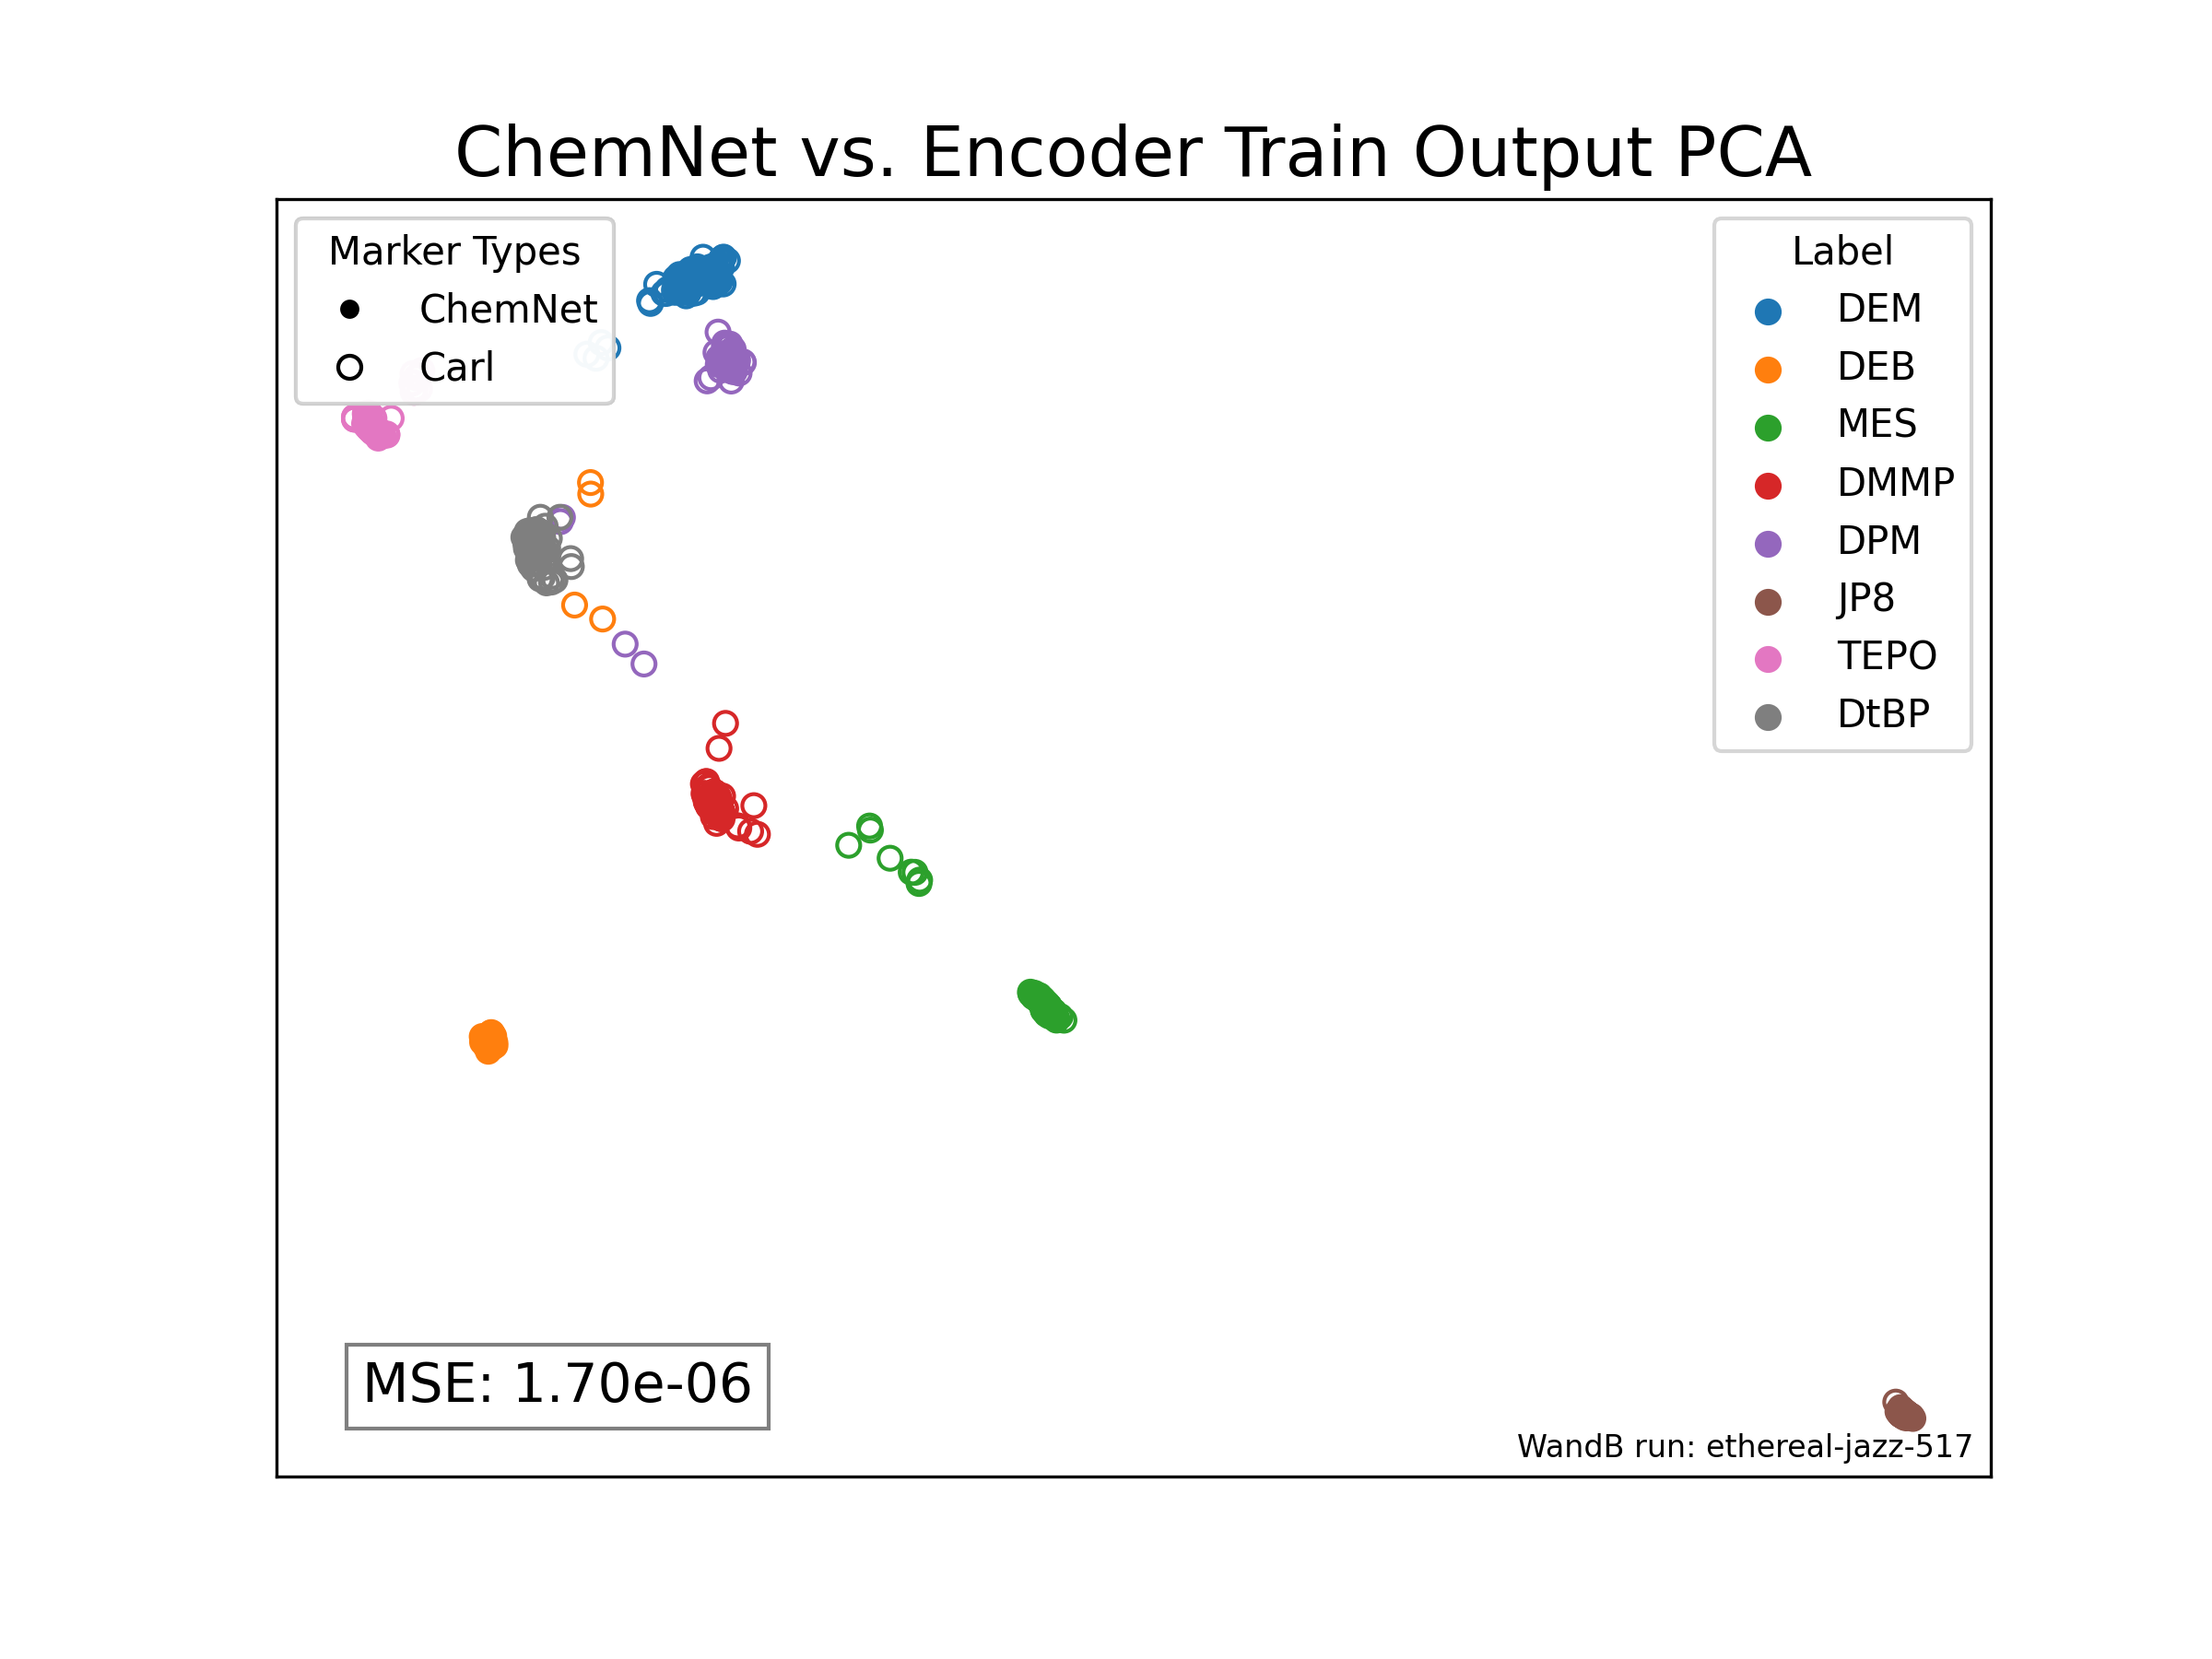 ChemNet vs. Encoder Train Output PCA
Marker Types
ChemNet
Carl
Label
DEM
DEB
MES
DMMP
DPM
JP8
TEPO
DtBP
MSE: 1.70e-06
WandB run: ethereal-jazz-517